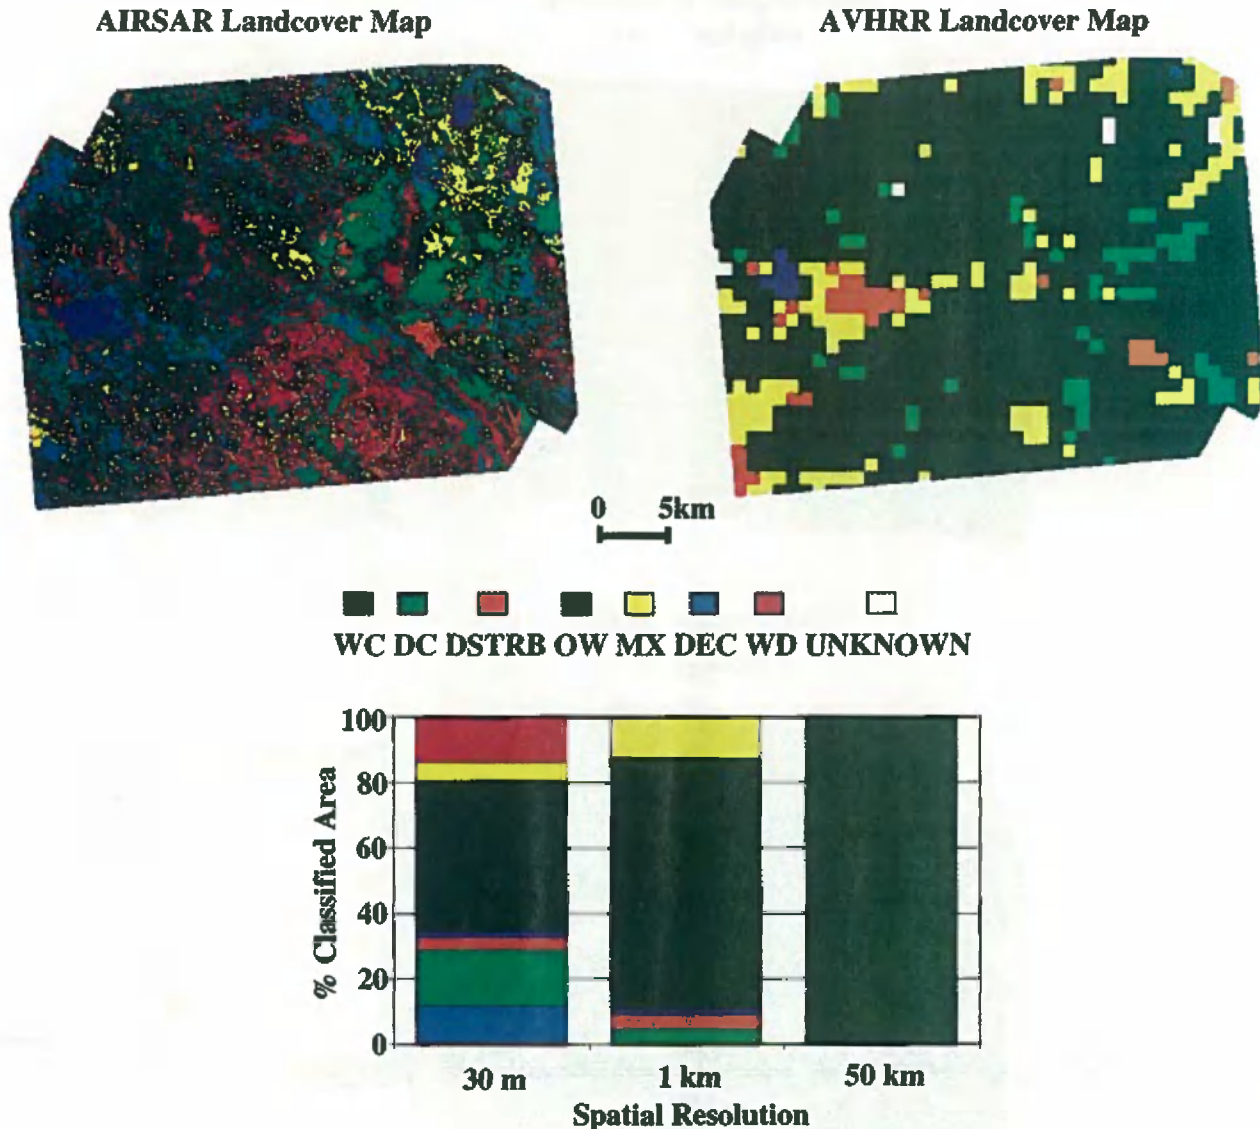 AIRSAR Landcover Map
AVHRR Landcover Map
0 5km
WC DC DSTRB OW MX DEC WD UNKNOWN
% Classified Area
100
80
60
40
20
0
30 m 1 km 50 km
Spatial Resolution